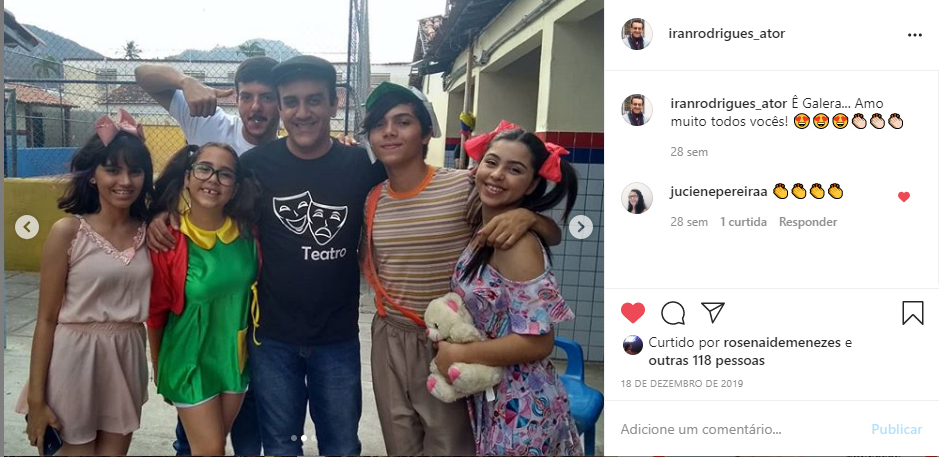 Teatro
iranrodrigues_ator
iranrodrigues_ator Ê Galera... Amo
muito todos vocês! 😍😍😍👏🏻👏🏻👏🏻
28 sem
jucienepereiraa 👏👏👏👏
28 sem 1 curtida Responder
Curtido por rosenaidemenezes e
outras 118 pessoas
18 DE DEZEMBRO DE 2019
Adicione um comentário... Publicar